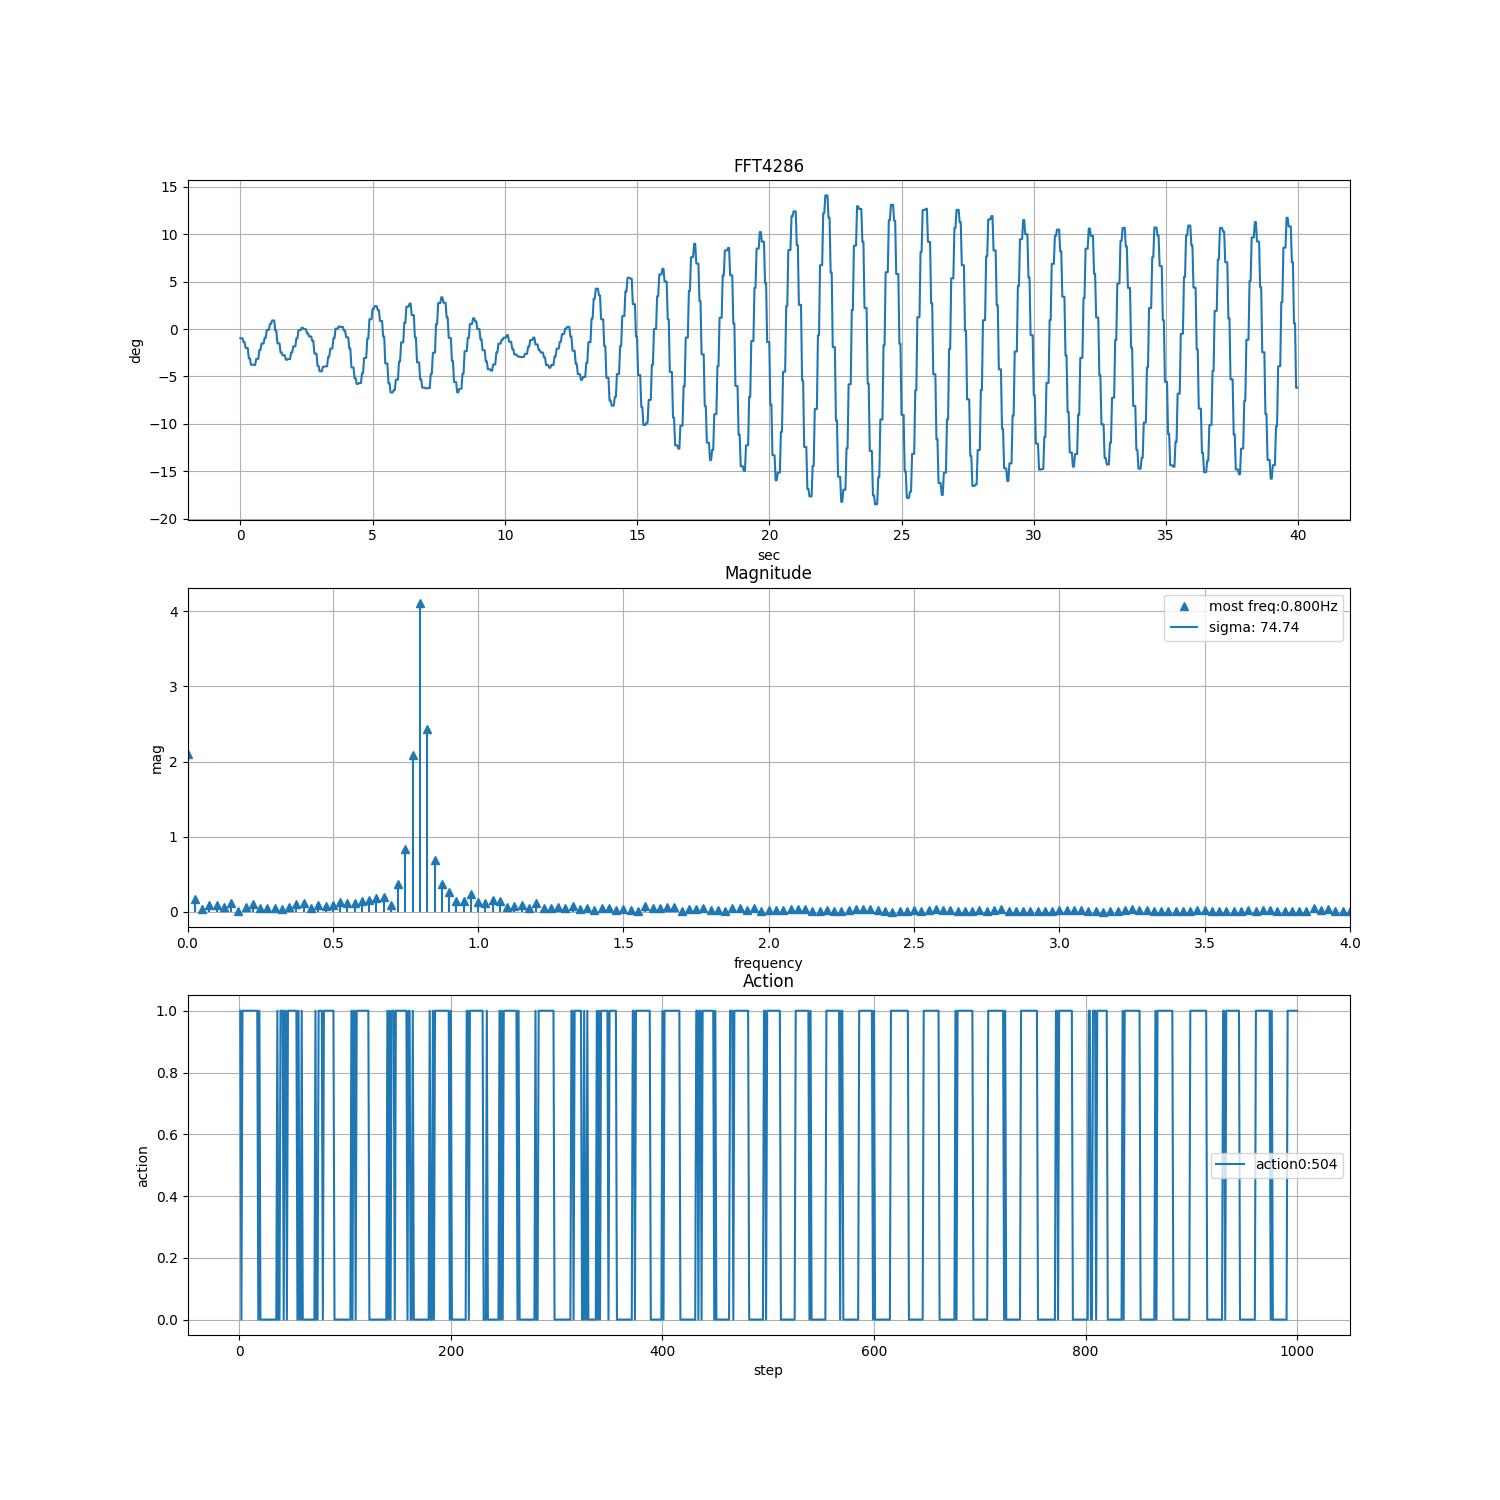 FFT4286
15
10
5
0
−5
−10
−15
−20
deg
0 5 10 15 20 25 30 35 40
sec
Magnitude
most freq:0.800Hz
sigma: 74.74
4
3
2
1
0
mag
0.0 0.5 1.0 1.5 2.0 2.5 3.0 3.5 4.0
frequency
Action
1.0
0.8
0.6
0.4
0.2
0.0
action
action0:504
0 200 400 600 800 1000
step